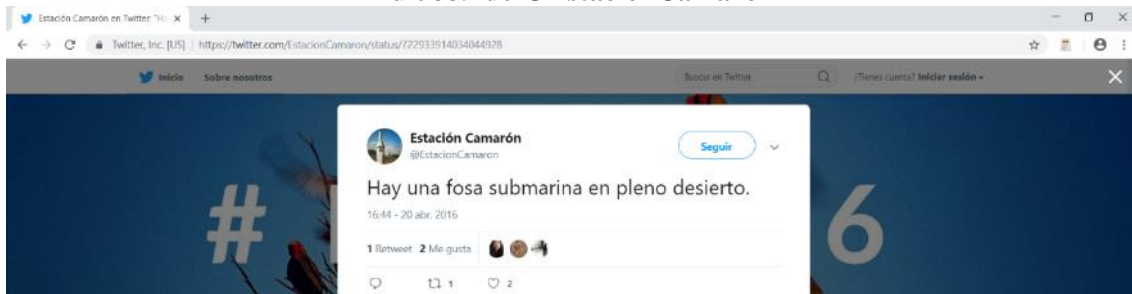 Estación Camarón en Twitter: "H
Twitter, Inc. [US] | https://twitter.com/EstacionCamaron/status/722933914034044928
Inicio Sobre nosotros Buscar en Twitter ¿Tienes cuenta? Iniciar sesión
Estación Camarón
@EstacionCamaron
Seguir
Hay una fosa submarina en pleno desierto.
16:44 - 20 abr. 2016
1 Retweet 2 Me gusta
1 2
# 6